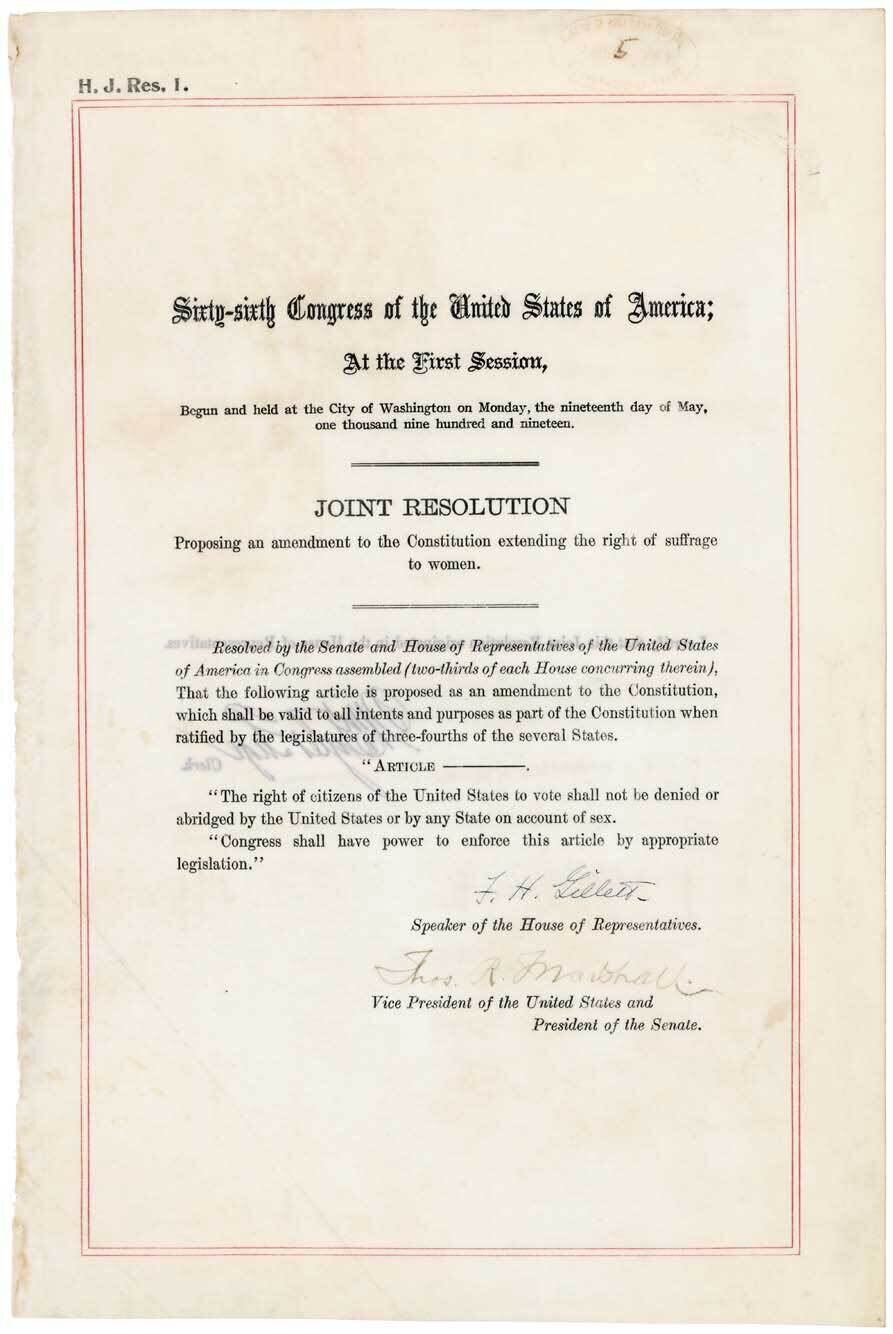 5
H. J. Res. 1.
Sixty-sixth Congress of the United States of America;
At the First Session,
Begun and held at the City of Washington on Monday, the nineteenth day of May,
one thousand nine hundred and nineteen.
JOINT RESOLUTION
Proposing an amendment to the Constitution extending the right of suffrage
to women.
Resolved by the Senate and House of Representatives of the United States
of America in Congress assembled (two-thirds of each House concurring therein),
That the following article is proposed as an amendment to the Constitution,
which shall be valid to all intents and purposes as part of the Constitution when
ratified by the legislatures of three-fourths of the several States.
"ARTICLE ————.
"The right of citizens of the United States to vote shall not be denied or
abridged by the United States or by any State on account of sex.
"Congress shall have power to enforce this article by appropriate
legislation."
F. H. Gillett
Speaker of the House of Representatives.
Thos. R. Marshall.
Vice President of the United States and
President of the Senate.